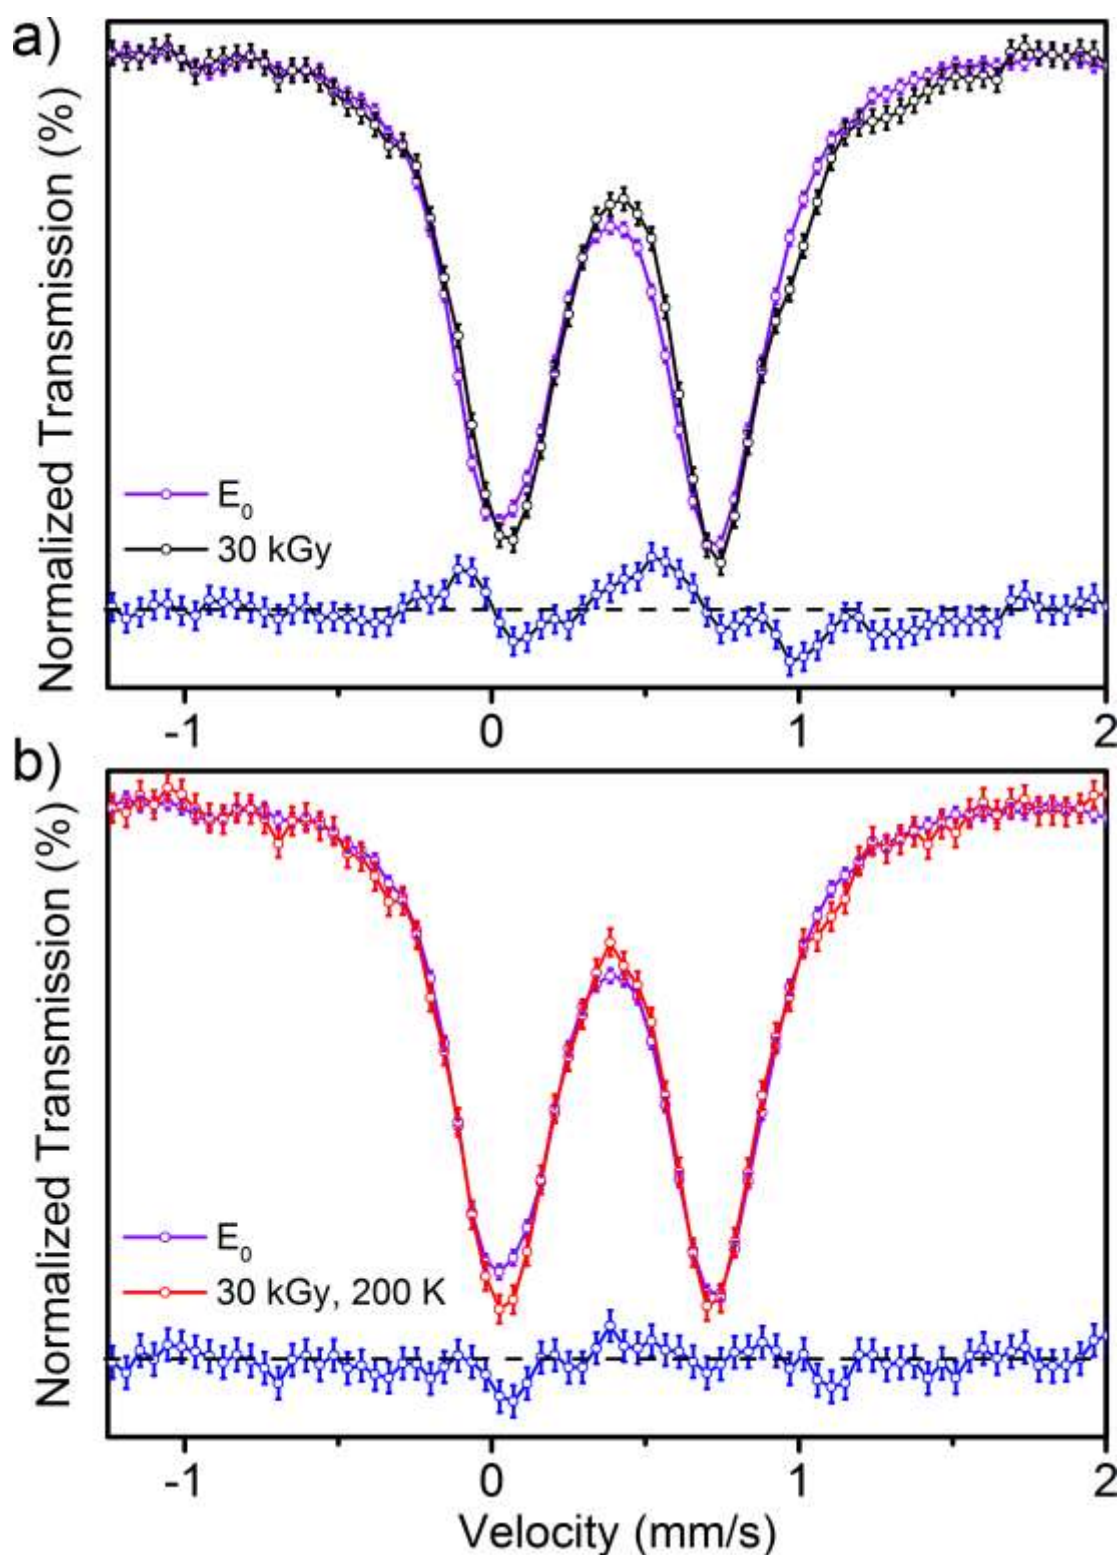 a)
Normalized Transmission (%)
E₀
30 kGy
-1 0 1 2
b)
Normalized Transmission (%)
E₀
30 kGy, 200 K
-1 0 1 2
Velocity (mm/s)